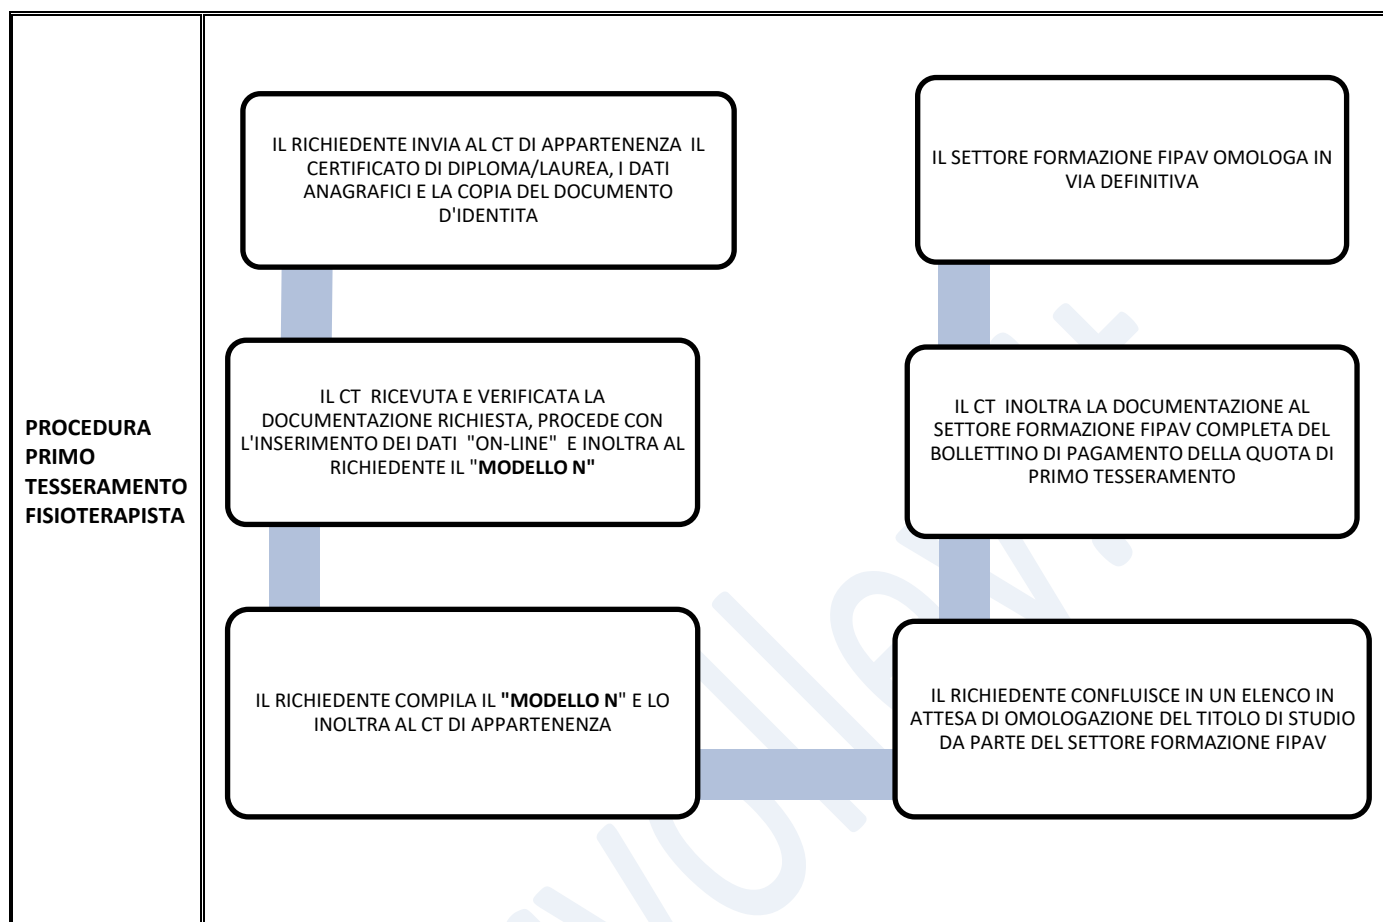 PROCEDURA
PRIMO
TESSERAMENTO
FISIOTERAPISTA
IL RICHIEDENTE INVIA AL CT DI APPARTENENZA  IL
CERTIFICATO DI DIPLOMA/LAUREA, I DATI
ANAGRAFICI E LA COPIA DEL DOCUMENTO
D'IDENTITA
IL CT  RICEVUTA E VERIFICATA LA
DOCUMENTAZIONE RICHIESTA, PROCEDE CON
L'INSERIMENTO DEI DATI  "ON-LINE"  E INOLTRA AL
RICHIEDENTE IL "MODELLO N"
IL RICHIEDENTE COMPILA IL "MODELLO N" E LO
INOLTRA AL CT DI APPARTENENZA
IL RICHIEDENTE CONFLUISCE IN UN ELENCO IN
ATTESA DI OMOLOGAZIONE DEL TITOLO DI STUDIO
DA PARTE DEL SETTORE FORMAZIONE FIPAV
IL CT  INOLTRA LA DOCUMENTAZIONE AL
SETTORE FORMAZIONE FIPAV COMPLETA DEL
BOLLETTINO DI PAGAMENTO DELLA QUOTA DI
PRIMO TESSERAMENTO
IL SETTORE FORMAZIONE FIPAV OMOLOGA IN
VIA DEFINITIVA